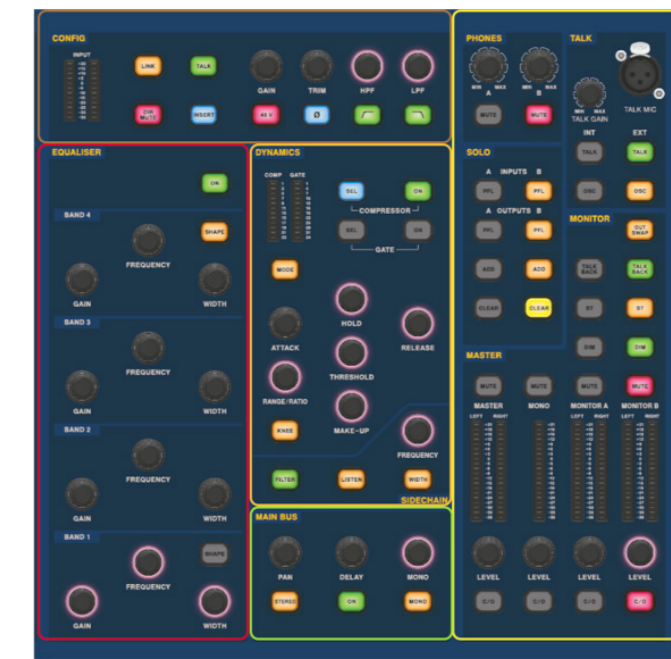 CONFIG
INPUT
LINK
TALK
DIR MUTE
INSERT
GAIN
TRIM
HPF
LPF
48 V
Ø
EQUALISER
ON
BAND 4
SHAPE
FREQUENCY
GAIN
WIDTH
BAND 3
FREQUENCY
GAIN
WIDTH
BAND 2
FREQUENCY
GAIN
WIDTH
BAND 1
SHAPE
FREQUENCY
GAIN
WIDTH
DYNAMICS
COMP GATE
SEL
ON
COMPRESSOR
SEL
ON
GATE
MODE
HOLD
ATTACK
RELEASE
THRESHOLD
RANGE/RATIO
KNEE
MAKE-UP
FREQUENCY
FILTER
LISTEN
WIDTH
SIDECHAIN
MAIN BUS
PAN
DELAY
MONO
STEREO
ON
MONO
PHONES
MIN MAX
MIN MAX
A
B
MUTE
MUTE
TALK
MIN MAX
TALK GAIN
TALK MIC
INT
EXT
TALK
TALK
OSC
OSC
SOLO
A INPUTS B
PFL
PFL
A OUTPUTS B
PFL
PFL
ADD
ADD
CLEAR
CLEAR
MONITOR
OUT SWAP
TALK BACK
TALK BACK
ST
ST
DIM
DIM
MASTER
MUTE
MUTE
MUTE
MUTE
MASTER
MONO
MONITOR A
MONITOR B
LEFT RIGHT
LEFT RIGHT
LEFT RIGHT
LEVEL
LEVEL
LEVEL
LEVEL
C/O
C/O
C/O
C/O